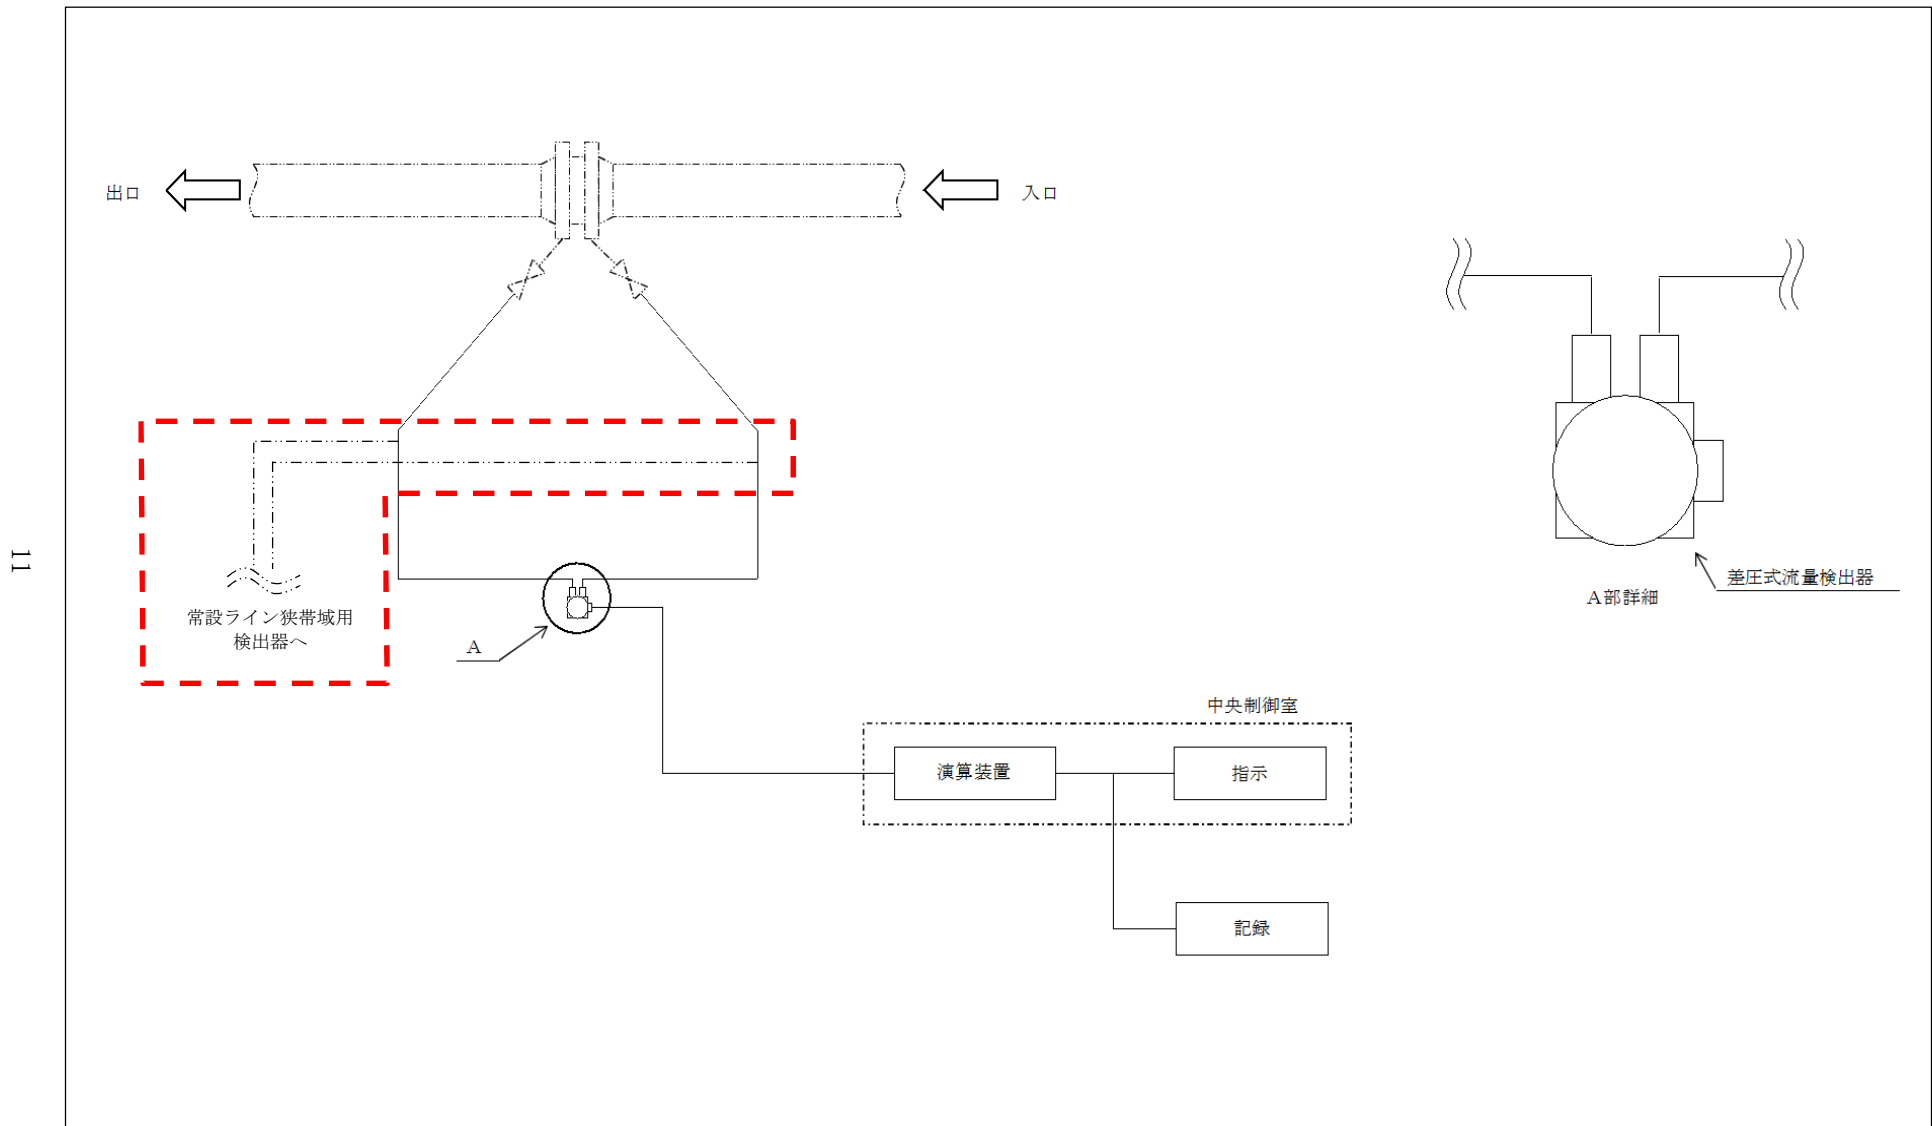 出口
入口
常設ライン狭帯域用
検出器へ
A
差圧式流量検出器
A部詳細
中央制御室
演算装置
指示
記録
11